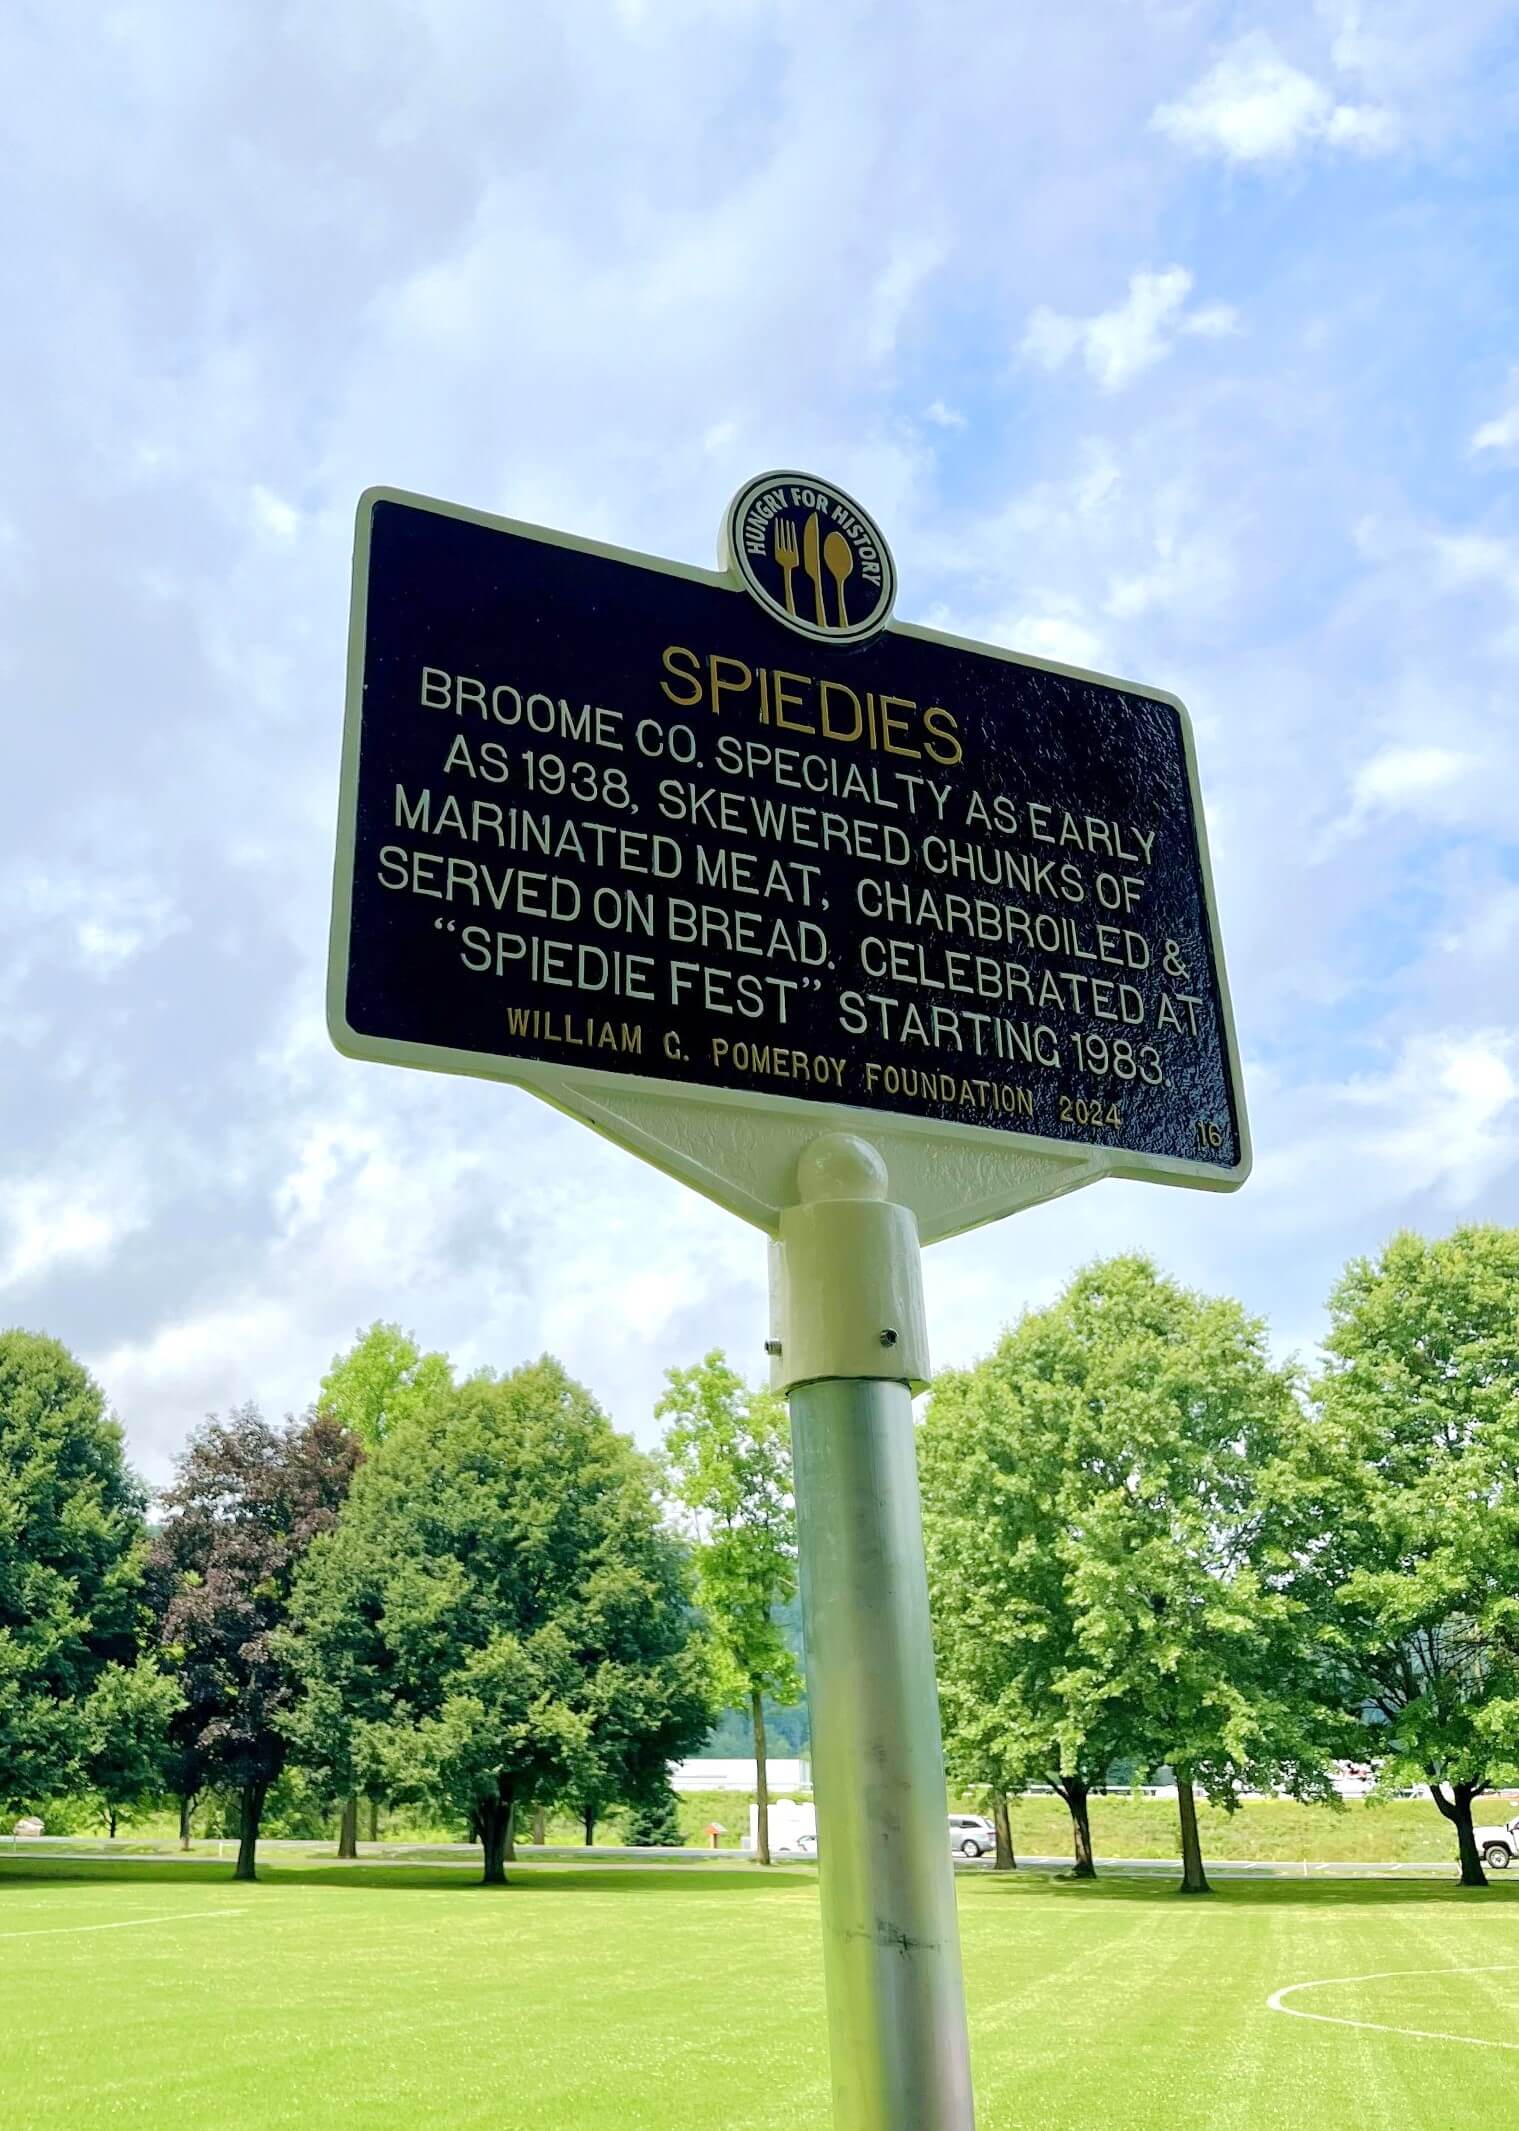 HUNGRY FOR HISTORY
SPIEDIES
BROOME CO. SPECIALTY AS EARLY
AS 1938, SKEWERED CHUNKS OF
MARINATED MEAT, CHARBROILED &
SERVED ON BREAD. CELEBRATED AT
“SPIEDIE FEST” STARTING 1983.
WILLIAM G. POMEROY FOUNDATION 2024
16